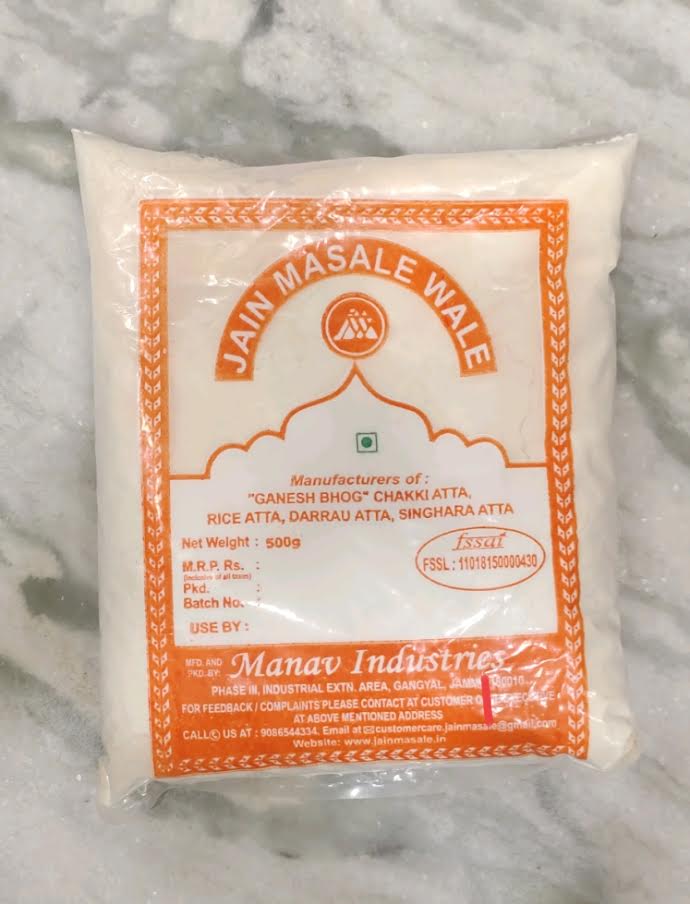 JAIN MASALE WALE
Manufacturers of :
"GANESH BHOG" CHAKKI ATTA,
RICE ATTA, DARRAU ATTA, SINGHARA ATTA
Net Weight : 500g
fssai
FSSL : 11018150000430
M.R.P. Rs. :
(Inclusive of all taxes)
Pkd. :
Batch No. :
USE BY :
MFD. AND
PKD. BY:
Manav Industries
PHASE III, INDUSTRIAL EXTN. AREA, GANGYAL,
FOR FEEDBACK / COMPLAINTS PLEASE CONTACT AT CUSTOMER
AT ABOVE MENTIONED ADDRESS
CALL US AT : 9086544334, Email at customercare.jainmasale@gmail.com
Website: www.jainmasale.in